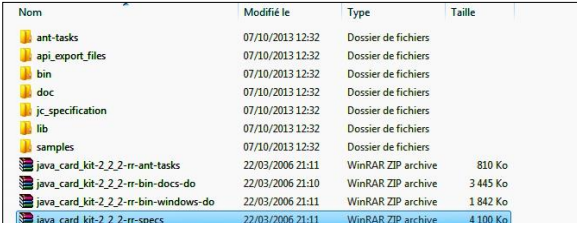 Nom Modifié le Type Taille
ant-tasks 07/10/2013 12:32 Dossier de fichiers
api_export_files 07/10/2013 12:32 Dossier de fichiers
bin 07/10/2013 12:32 Dossier de fichiers
doc 07/10/2013 12:32 Dossier de fichiers
jc_specification 07/10/2013 12:32 Dossier de fichiers
lib 07/10/2013 12:32 Dossier de fichiers
samples 07/10/2013 12:32 Dossier de fichiers
java_card_kit-2_2_2-rr-ant-tasks 22/03/2006 21:11 WinRAR ZIP archive 810 Ko
java_card_kit-2_2_2-rr-bin-docs-do 22/03/2006 21:10 WinRAR ZIP archive 3 445 Ko
java_card_kit-2_2_2-rr-bin-windows-do 22/03/2006 21:11 WinRAR ZIP archive 1 842 Ko
java_card_kit-2_2_2-rr-specs 22/03/2006 21:11 WinRAR ZIP archive 4 100 Ko